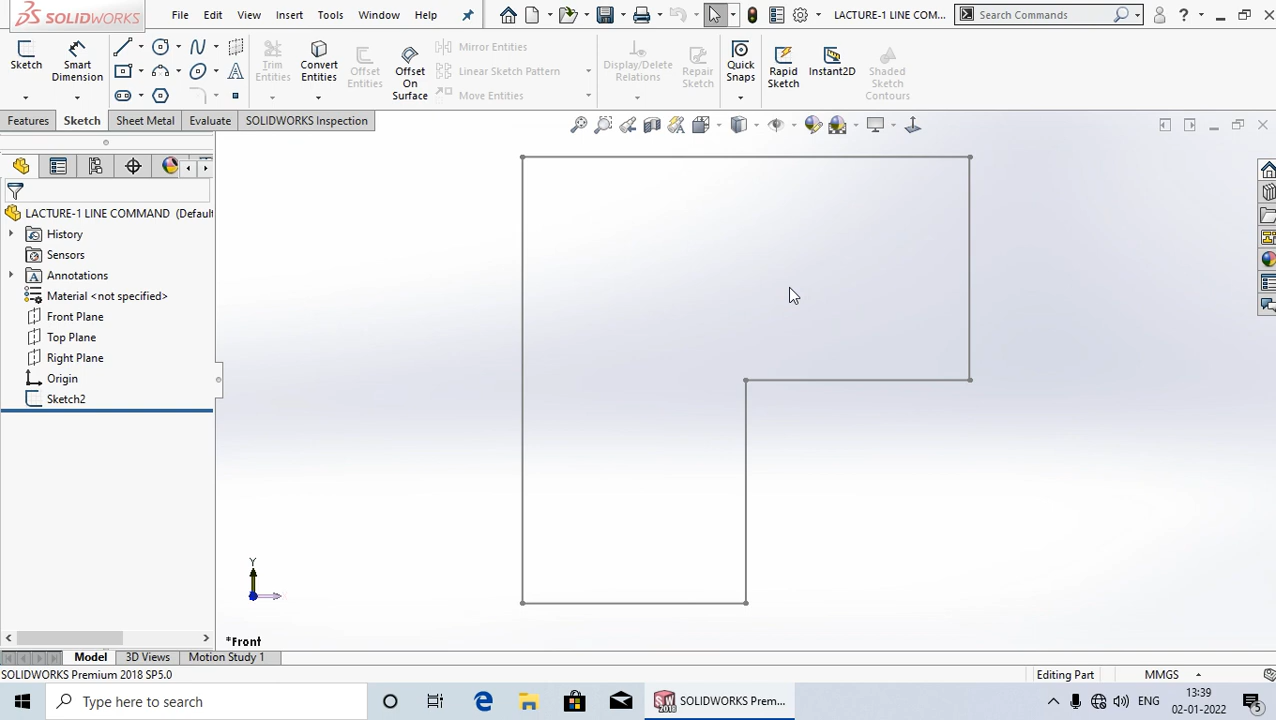 SOLIDWORKS
File
Edit
View
Insert
Tools
Window
Help
LACTURE-1 LINE COM...
Search Commands
?
Sketch
Smart
Dimension
Trim
Entities
Convert
Entities
Offset
Entities
Offset
On
Surface
Mirror Entities
Linear Sketch Pattern
Move Entities
Display/Delete
Relations
Repair
Sketch
Quick
Snaps
Rapid
Sketch
Instant2D
Shaded
Sketch
Contours
Features
Sketch
Sheet Metal
Evaluate
SOLIDWORKS Inspection
LACTURE-1 LINE COMMAND (Defaul
History
Sensors
Annotations
Material <not specified>
Front Plane
Top Plane
Right Plane
Origin
Sketch2
Y
*Front
Model
3D Views
Motion Study 1
SOLIDWORKS Premium 2018 SP5.0
Editing Part
MMGS
Type here to search
SW
2018
SOLIDWORKS Prem...
ENG
13:39
02-01-2022
5